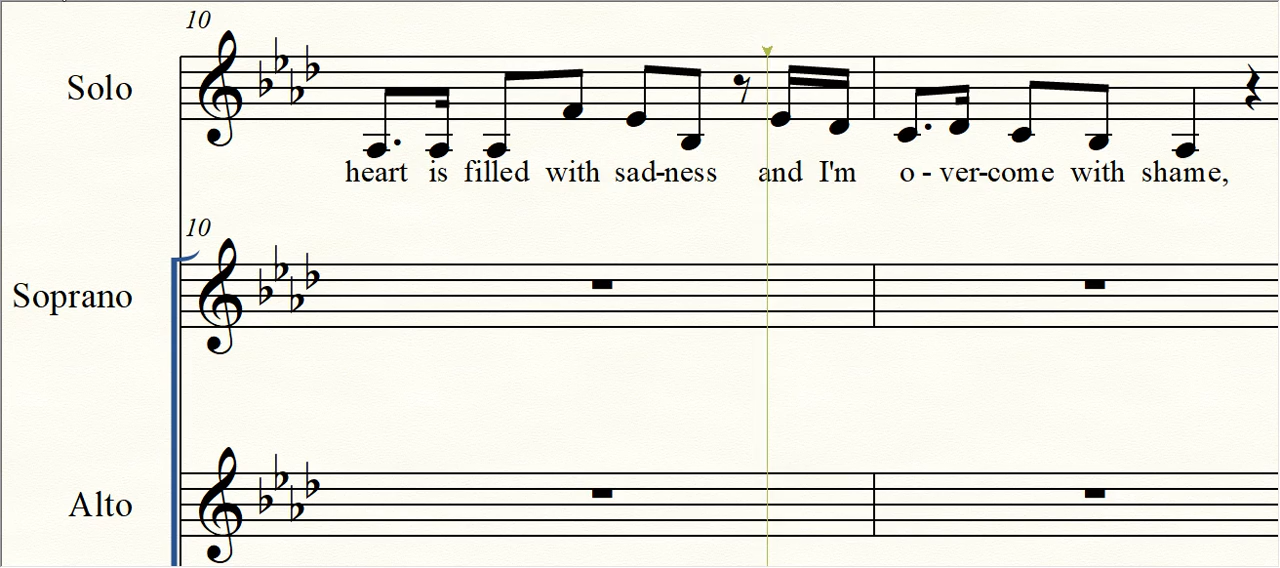 10
Solo
heart is filled with sad-ness and I'm o - ver-come with shame,
10
Soprano
Alto